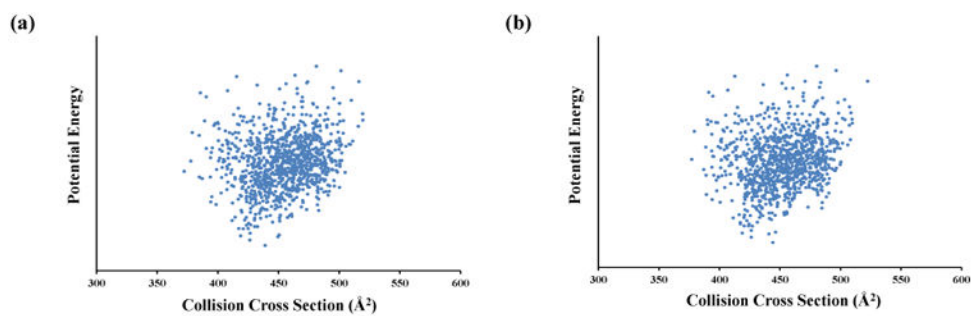 (a)
Potential Energy
300 350 400 450 500 550 600
Collision Cross Section (Å²)
(b)
Potential Energy
300 350 400 450 500 550 600
Collision Cross Section (Å²)